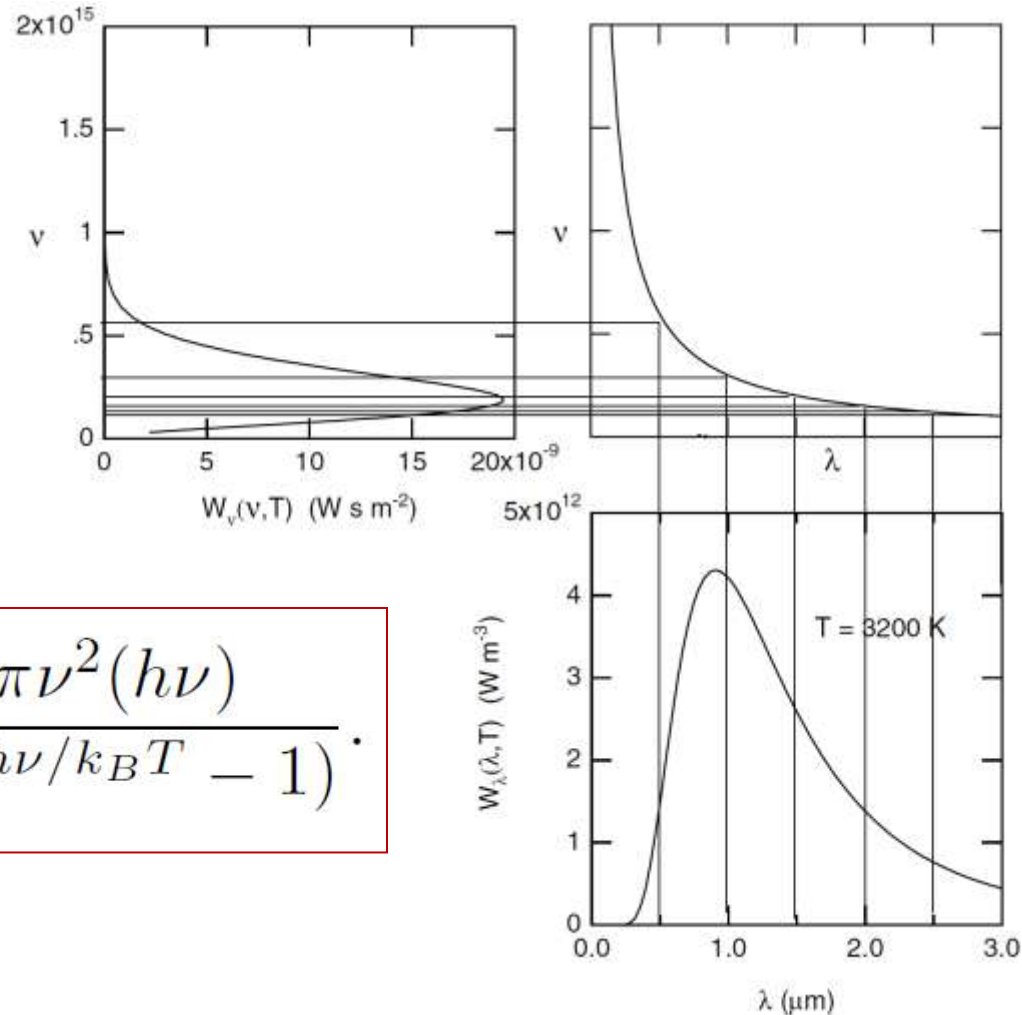 2x10^15
1.5
ν 1
.5
0
0 5 10 15 20x10^-9
W_ν(ν,T) (W s m^-2)
ν
λ
5x10^12
4
3
2
1
0
W_λ(λ,T) (W m^-3)
T = 3200 K
0.0 1.0 2.0 3.0
λ (μm)
πν^2(hν)
hν/k_BT − 1) .